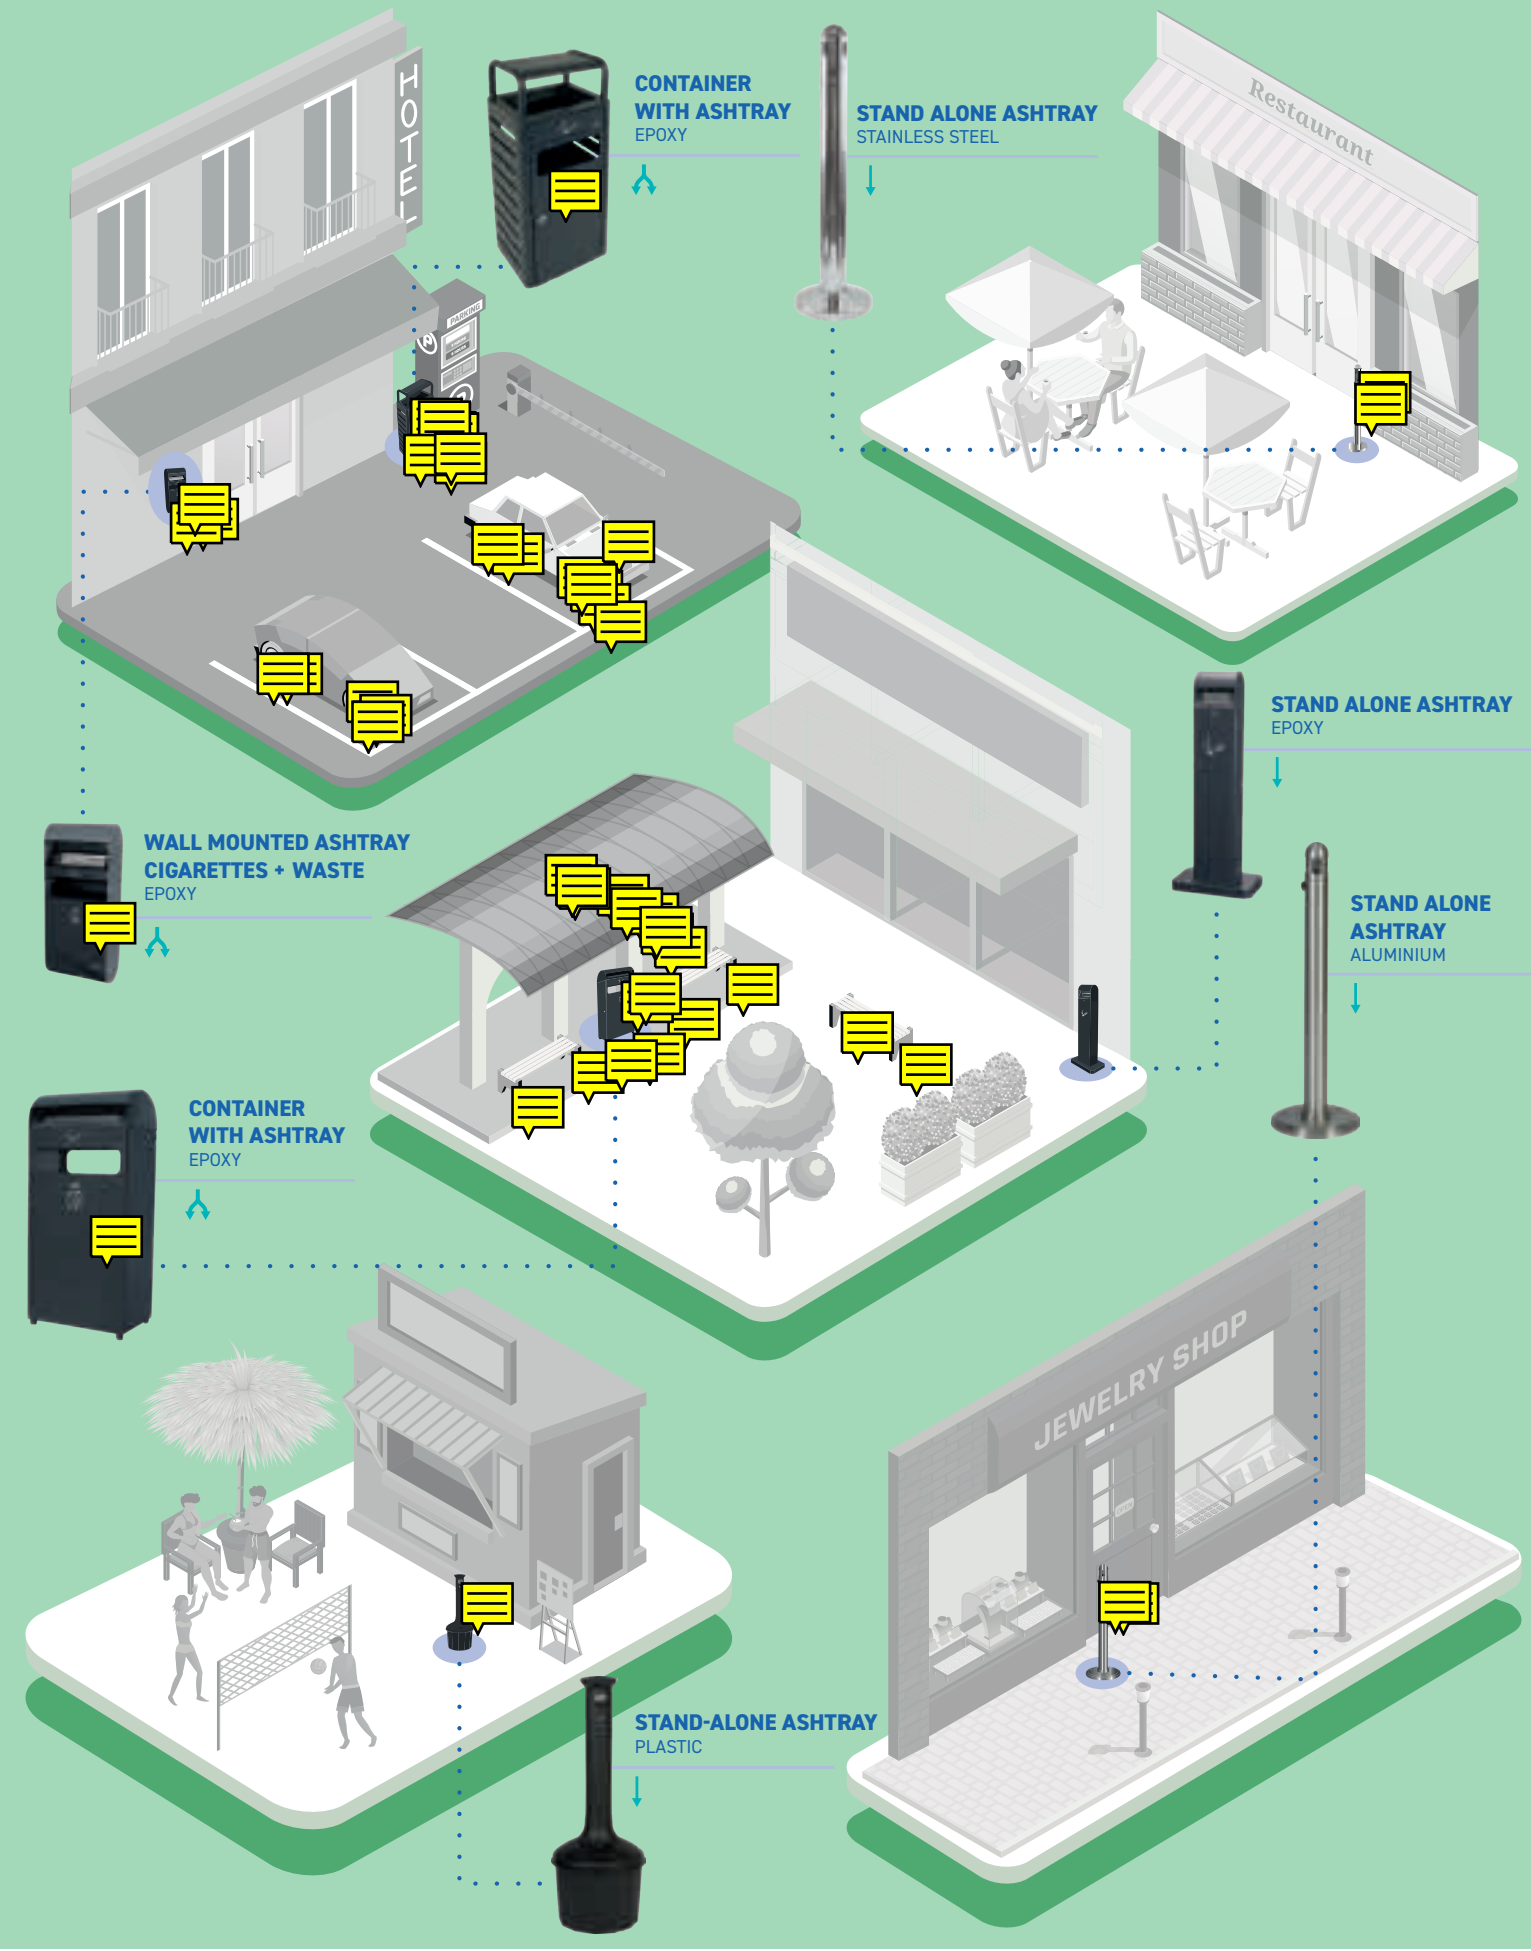 HOTEL
CONTAINER
WITH ASHTRAY
EPOXY
STAND ALONE ASHTRAY
STAINLESS STEEL
Restaurant
PARKING
STAND ALONE ASHTRAY
EPOXY
WALL MOUNTED ASHTRAY
CIGARETTES + WASTE
EPOXY
STAND ALONE
ASHTRAY
ALUMINIUM
CONTAINER
WITH ASHTRAY
EPOXY
JEWELRY SHOP
OPEN
STAND-ALONE ASHTRAY
PLASTIC